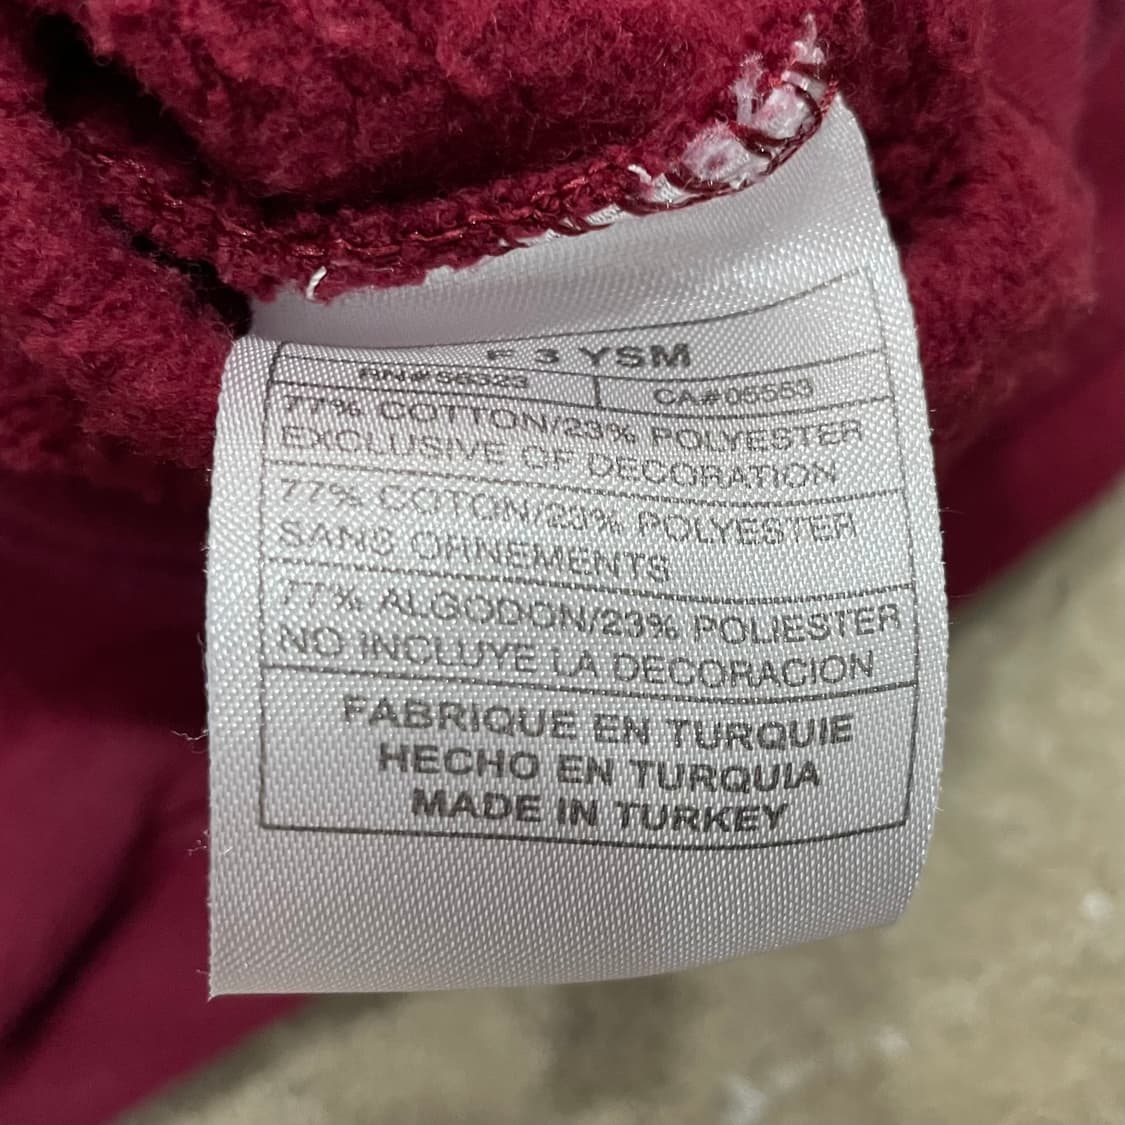 F 3 YSM
RN#56323 CA#05553
77% COTTON/23% POLYESTER
EXCLUSIVE OF DECORATION
77% COTON/23% POLYESTER
SANS ORNEMENTS
77% ALGODON/23% POLIESTER
NO INCLUYE LA DECORACION
FABRIQUE EN TURQUIE
HECHO EN TURQUIA
MADE IN TURKEY